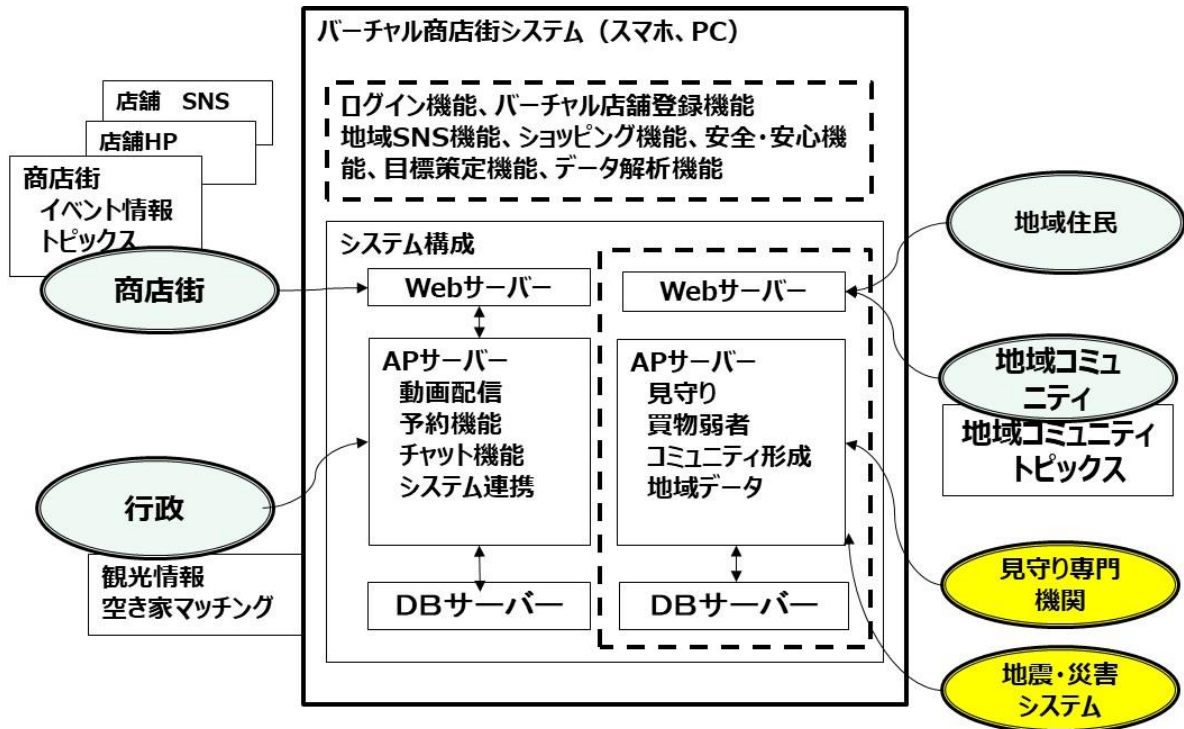 バーチャル商店街システム（スマホ、PC）
ログイン機能、バーチャル店舗登録機能
地域SNS機能、ショッピング機能、安全・安心機
能、目標策定機能、データ解析機能
店舗　SNS
店舗HP
商店街
イベント情報
トピックス
商店街
行政
観光情報
空き家マッチング
システム構成
Webサーバー
APサーバー
動画配信
予約機能
チャット機能
システム連携
DBサーバー
Webサーバー
APサーバー
見守り
買物弱者
コミュニティ形成
地域データ
DBサーバー
地域住民
地域コミュ
ニティ
地域コミュニティ
トピックス
見守り専門
機関
地震・災害
システム